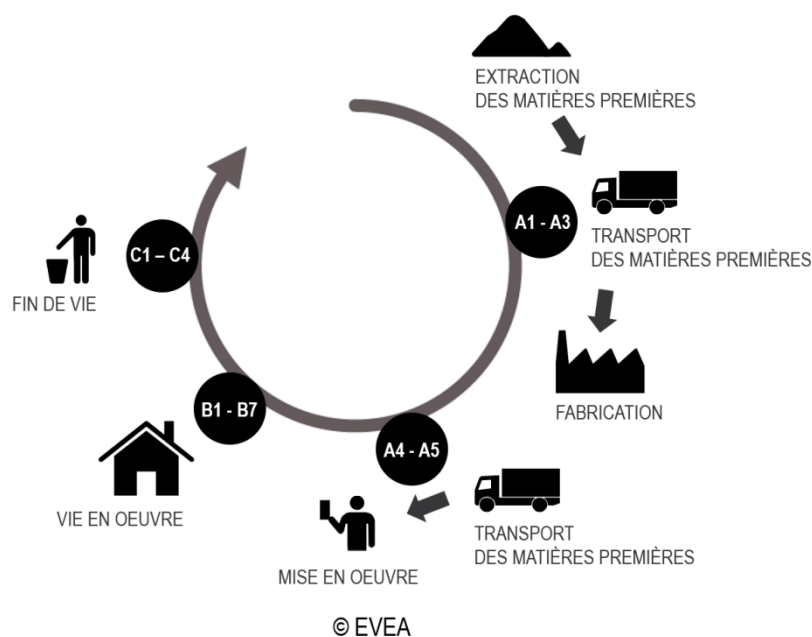 EXTRACTION
DES MATIÈRES PREMIÈRES
A1 - A3
TRANSPORT
DES MATIÈRES PREMIÈRES
FABRICATION
A4 - A5
TRANSPORT
DES MATIÈRES PREMIÈRES
MISE EN OEUVRE
B1 - B7
VIE EN OEUVRE
C1 – C4
FIN DE VIE
© EVEA